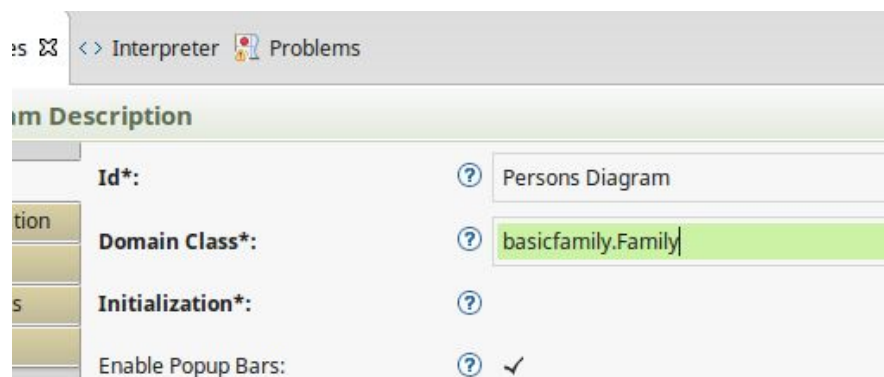 es Interpreter Problems
am Description
Id*: Persons Diagram
tion
Domain Class*: basicfamily.Family
s
Initialization*:
Enable Popup Bars: